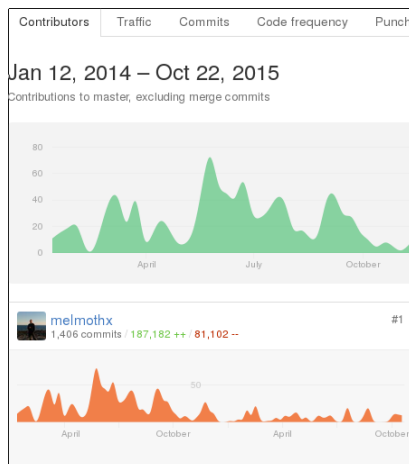 Contributors Traffic Commits Code frequency Punch
Jan 12, 2014 – Oct 22, 2015
Contributions to master, excluding merge commits
80
60
40
20
0
April July October
melmothx #1
1,406 commits / 187,182 ++ / 81,102 --
50
April October April October